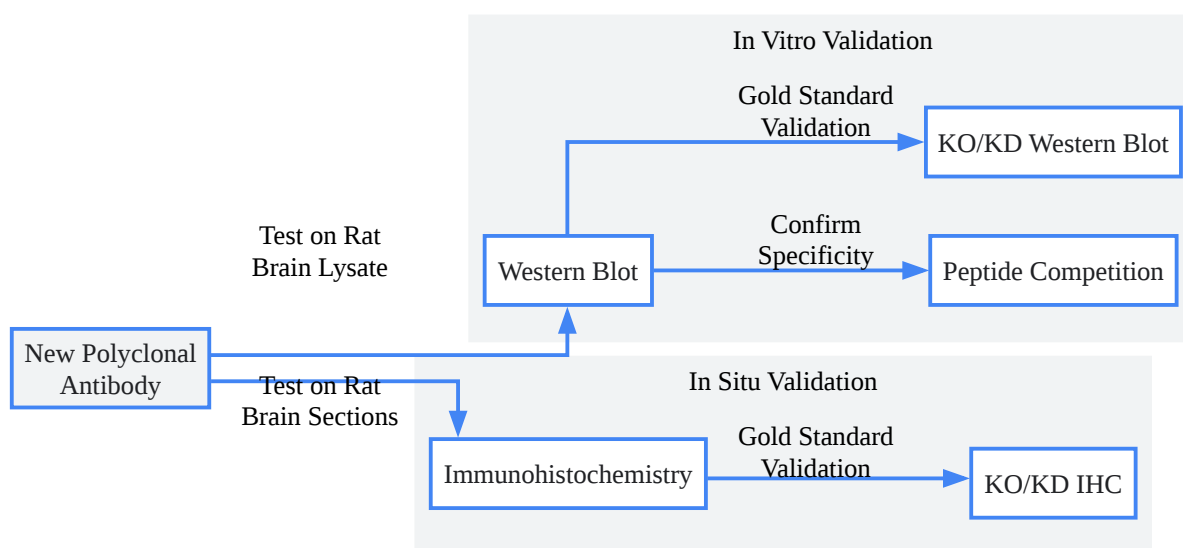 In Vitro Validation
Gold Standard
Validation
KO/KD Western Blot
Test on Rat
Brain Lysate
Western Blot
Confirm
Specificity
Peptide Competition
New Polyclonal
Antibody
Test on Rat
Brain Sections
In Situ Validation
Immunohistochemistry
Gold Standard
Validation
KO/KD IHC